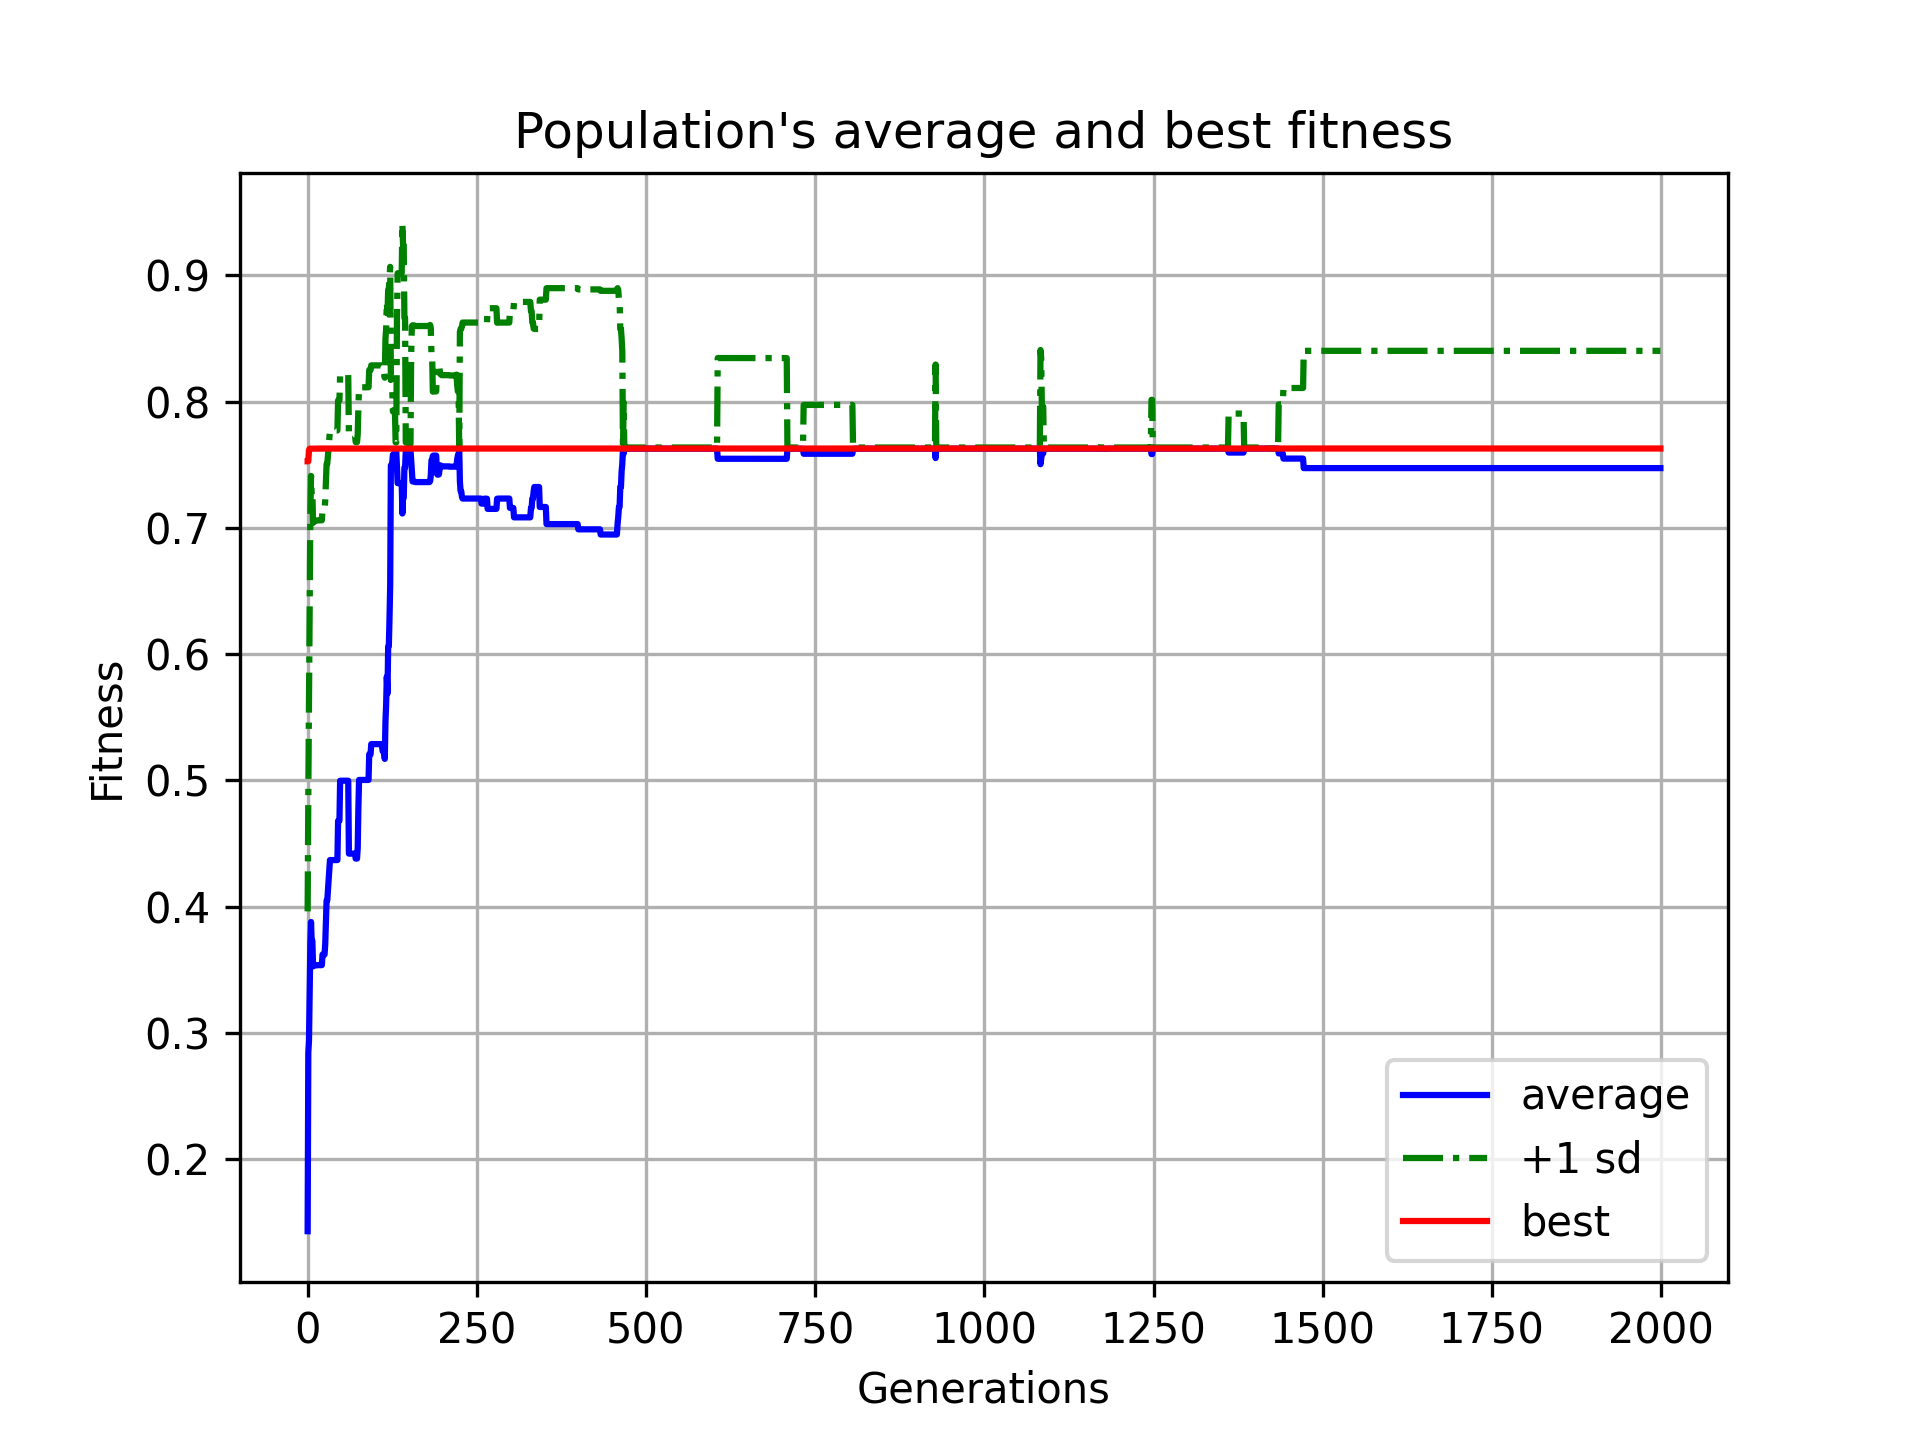 Population's average and best fitness
Fitness
0.9
0.8
0.7
0.6
0.5
0.4
0.3
0.2
average
+1 sd
best
0 250 500 750 1000 1250 1500 1750 2000
Generations